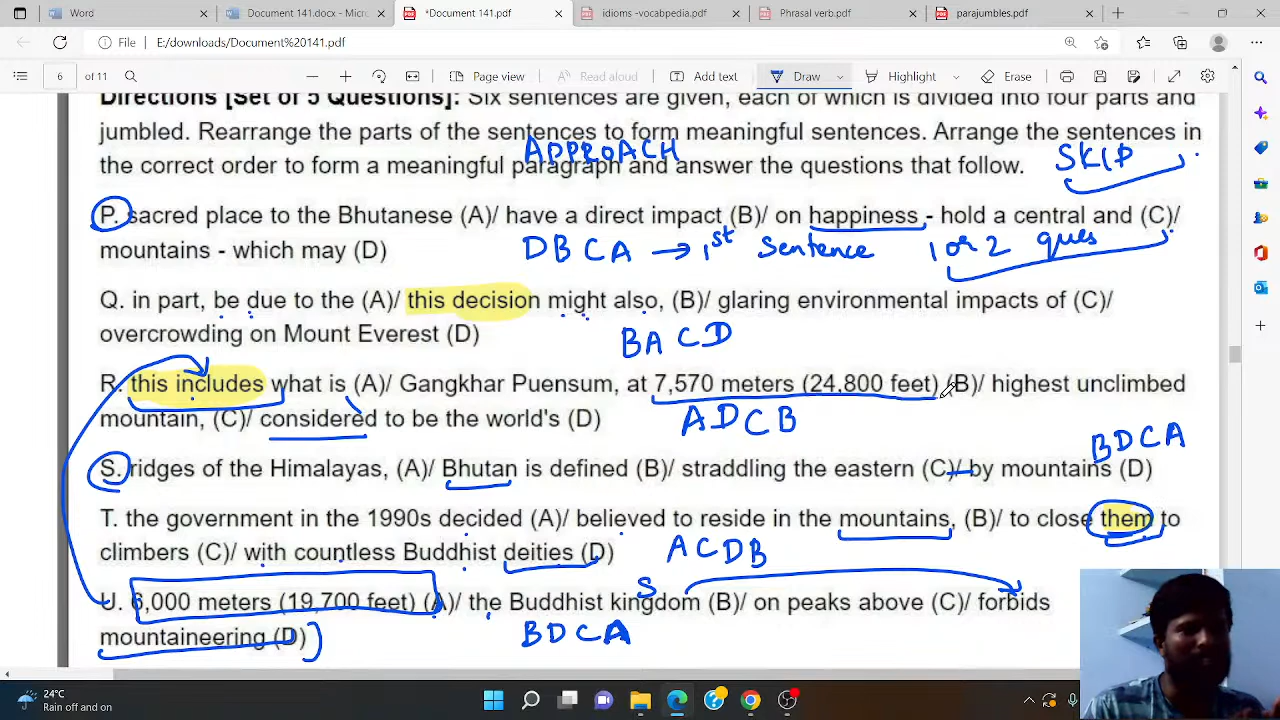 Word
Document 141.docx - Micro
*Document 141.pdf
idioms -vocabpedia.pdf
Phrasal verb.pdf
parajumbles.pdf
File E:/downloads/Document%20141.pdf
6 of 11 Page view Read aloud Add text Draw Highlight Erase
Directions [Set of 5 Questions]: Six sentences are given, each of which is divided into four parts and
jumbled. Rearrange the parts of the sentences to form meaningful sentences. Arrange the sentences in
APPROACH
SKIP
the correct order to form a meaningful paragraph and answer the questions that follow.
P. sacred place to the Bhutanese (A)/ have a direct impact (B)/ on happiness - hold a central and (C)/
mountains - which may (D)
DBCA → 1st Sentence 1 or 2 ques
Q. in part, be due to the (A)/ this decision might also, (B)/ glaring environmental impacts of (C)/
overcrowding on Mount Everest (D)
BACD
R. this includes what is (A)/ Gangkhar Puensum, at 7,570 meters (24.800 feet) (B)/ highest unclimbed
mountain, (C)/ considered to be the world's (D)
ADCB
BDCA
S. ridges of the Himalayas, (A)/ Bhutan is defined (B)/ straddling the eastern (C)/ by mountains (D)
T. the government in the 1990s decided (A)/ believed to reside in the mountains, (B)/ to close them to
climbers (C)/ with countless Buddhist deities (D)
ACDB
S
U. 6,000 meters (19,700 feet) (A)/ the Buddhist kingdom (B)/ on peaks above (C)/ forbids
mountaineering (D)
BDCA
24°C
Rain off and on